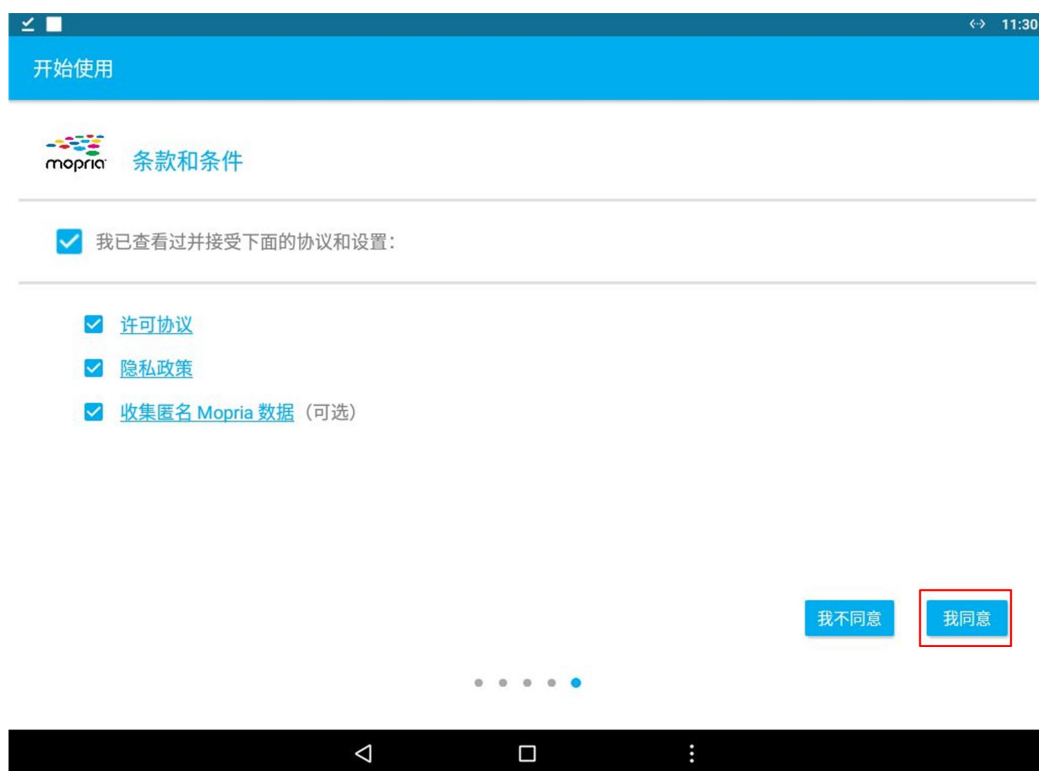 11:30
开始使用
mopria 条款和条件
我已查看过并接受下面的协议和设置：
许可协议
隐私政策
收集匿名 Mopria 数据（可选）
我不同意 我同意